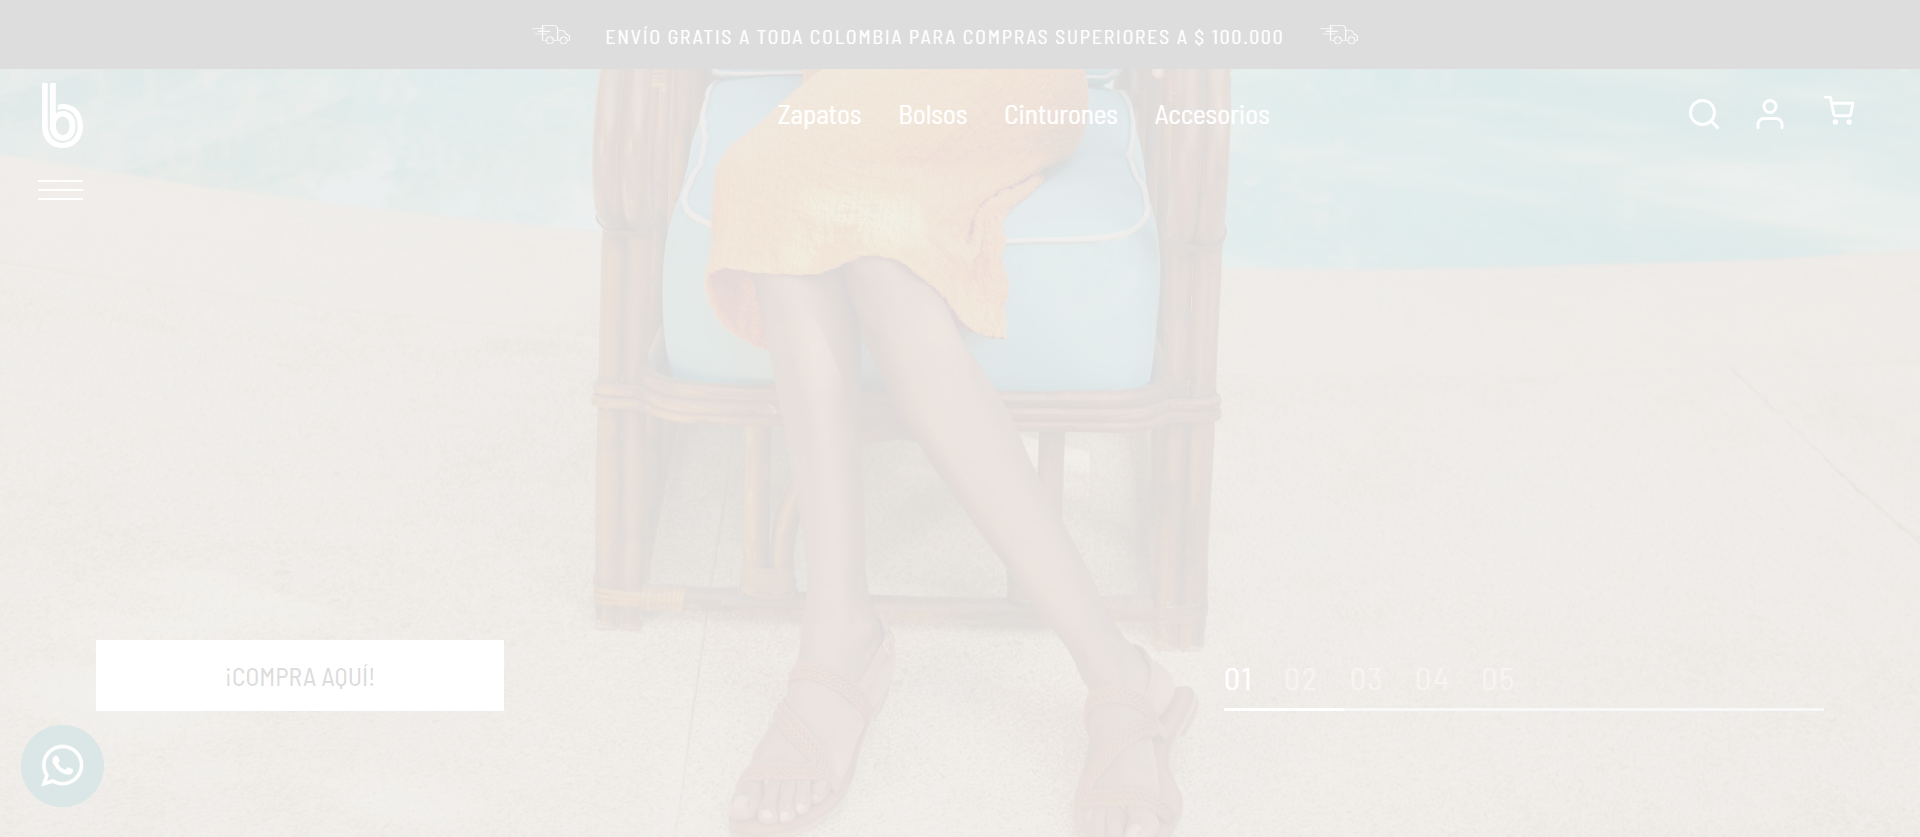 ENVÍO GRATIS A TODA COLOMBIA PARA COMPRAS SUPERIORES A $ 100.000
b
Zapatos Bolsos Cinturones Accesorios
¡COMPRA AQUÍ!
01 02 03 04 05